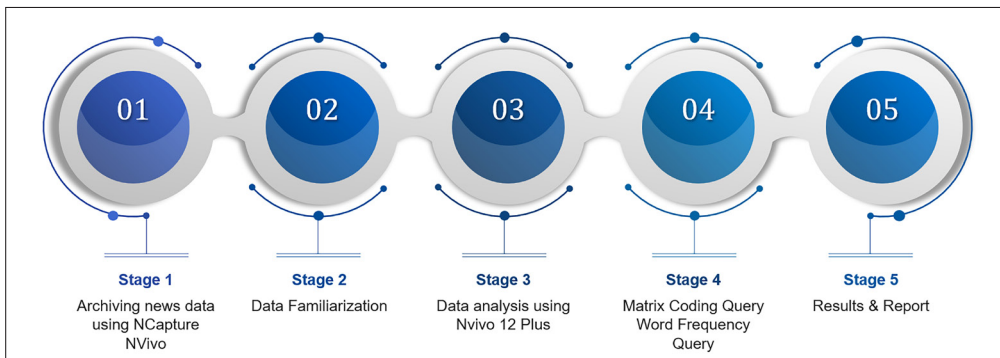 01
02
03
04
05
Stage 1
Archiving news data
using NCapture
NVivo
Stage 2
Data Familiarization
Stage 3
Data analysis using
Nvivo 12 Plus
Stage 4
Matrix Coding Query
Word Frequency
Query
Stage 5
Results & Report